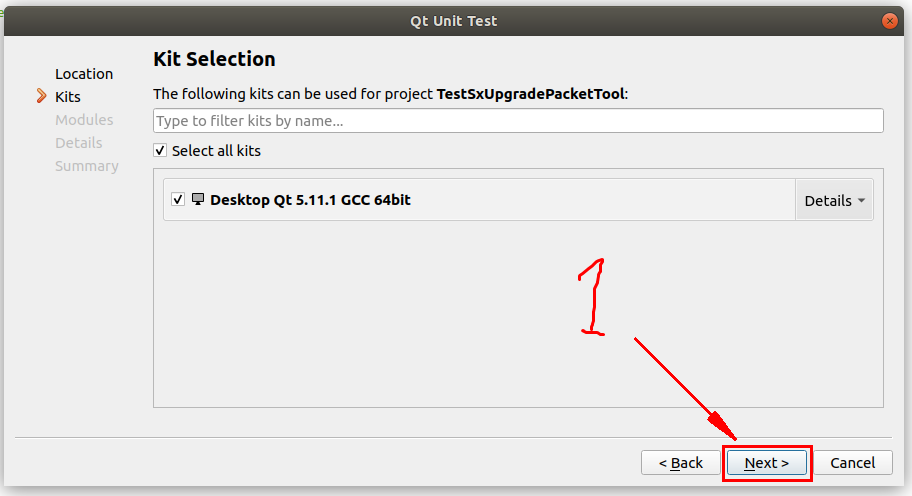 Qt Unit Test
Location
Kits
Modules
Details
Summary
Kit Selection
The following kits can be used for project TestSxUpgradePacketTool:
Type to filter kits by name...
Select all kits
Desktop Qt 5.11.1 GCC 64bit
Details
1
< Back
Next >
Cancel